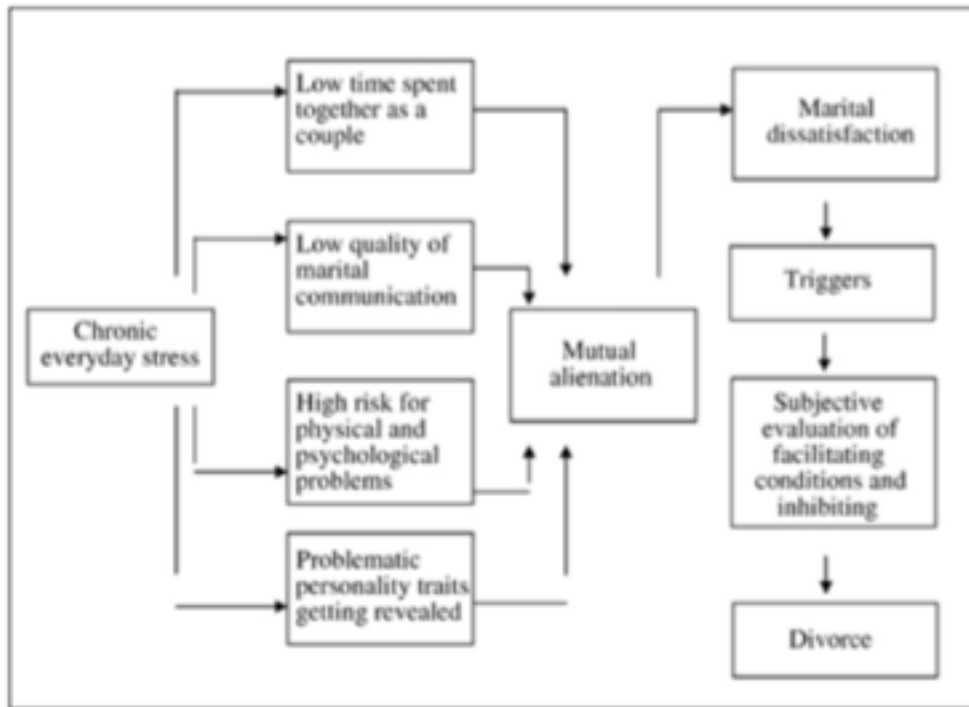 Low time spent
together as a
couple
Low quality of
marital
communication
Chronic
everyday stress
High risk for
physical and
psychological
problems
Problematic
personality traits
getting revealed
Mutual
alienation
Marital
dissatisfaction
Triggers
Subjective
evaluation of
facilitating
conditions and
inhibiting
Divorce